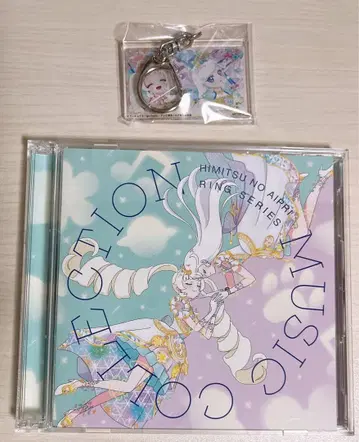 HIMITSU NO AIPRI
RING SERIES
MUSIC COLLECTION